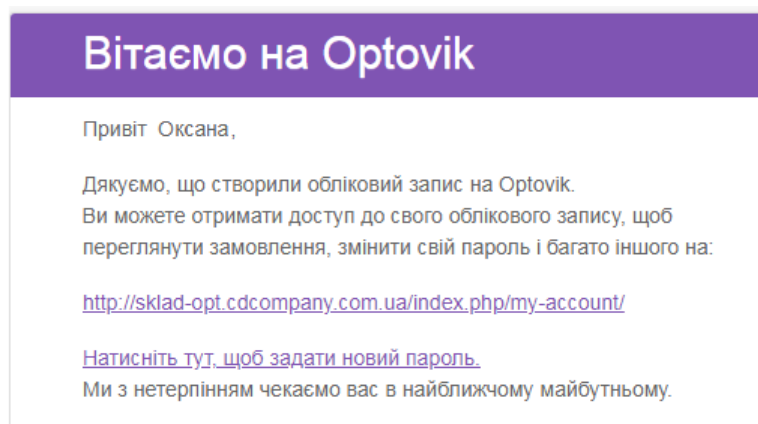 Вітаємо на Optovik
Привіт Оксана,
Дякуємо, що створили обліковий запис на Optovik.
Ви можете отримати доступ до свого облікового запису, щоб
переглянути замовлення, змінити свій пароль і багато іншого на:
http://sklad-opt.cdcompany.com.ua/index.php/my-account/
Натисніть тут, щоб задати новий пароль.
Ми з нетерпінням чекаємо вас в найближчому майбутньому.